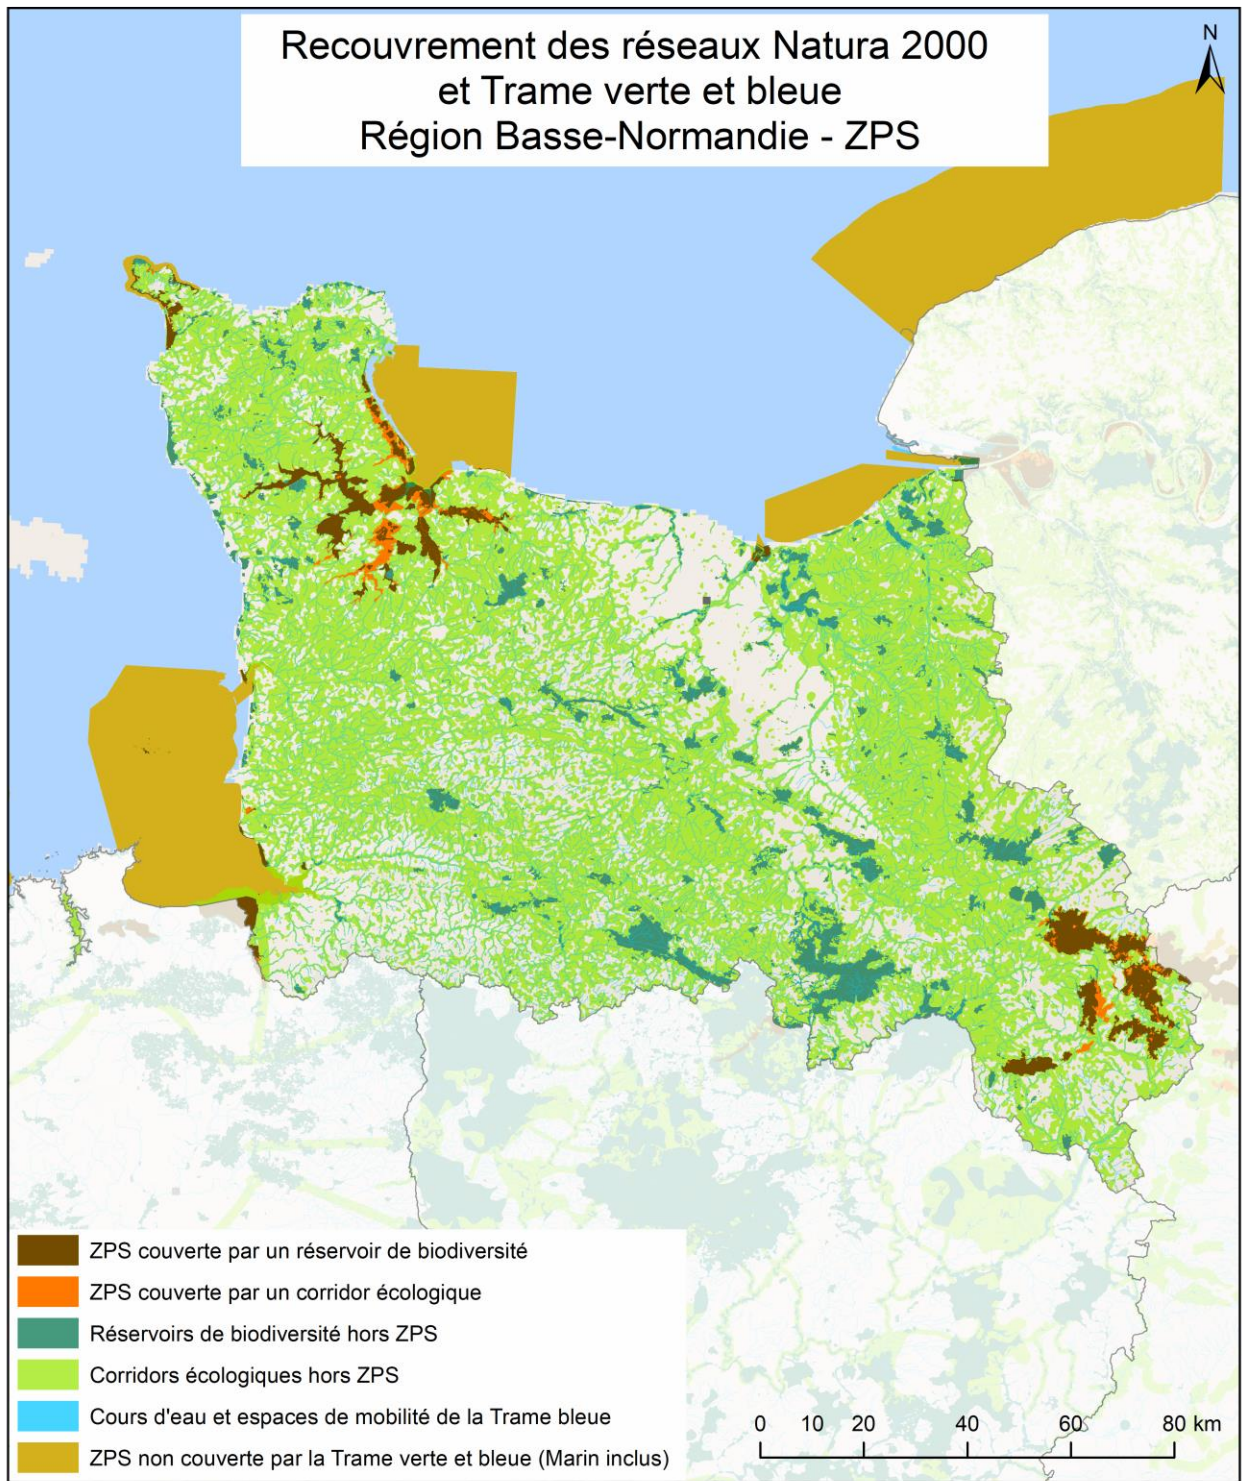 Recouvrement des réseaux Natura 2000
et Trame verte et bleue
Région Basse-Normandie - ZPS
N
ZPS couverte par un réservoir de biodiversité
ZPS couverte par un corridor écologique
Réservoirs de biodiversité hors ZPS
Corridors écologiques hors ZPS
Cours d'eau et espaces de mobilité de la Trame bleue
ZPS non couverte par la Trame verte et bleue (Marin inclus)
0 10 20 40 60 80 km